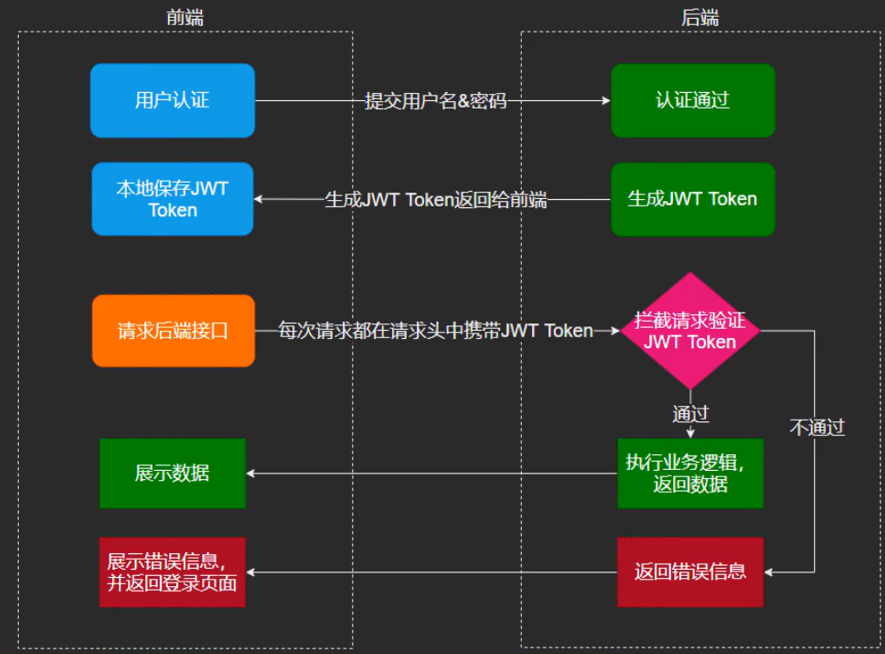 前端
后端
用户认证
提交用户名&密码
认证通过
本地保存JWT
Token
生成JWT Token返回给前端
生成JWT Token
请求后端接口
每次请求都在请求头中携带JWT Token
拦截请求验证
JWT Token
通过
不通过
展示数据
执行业务逻辑，
返回数据
展示错误信息，
并返回登录页面
返回错误信息